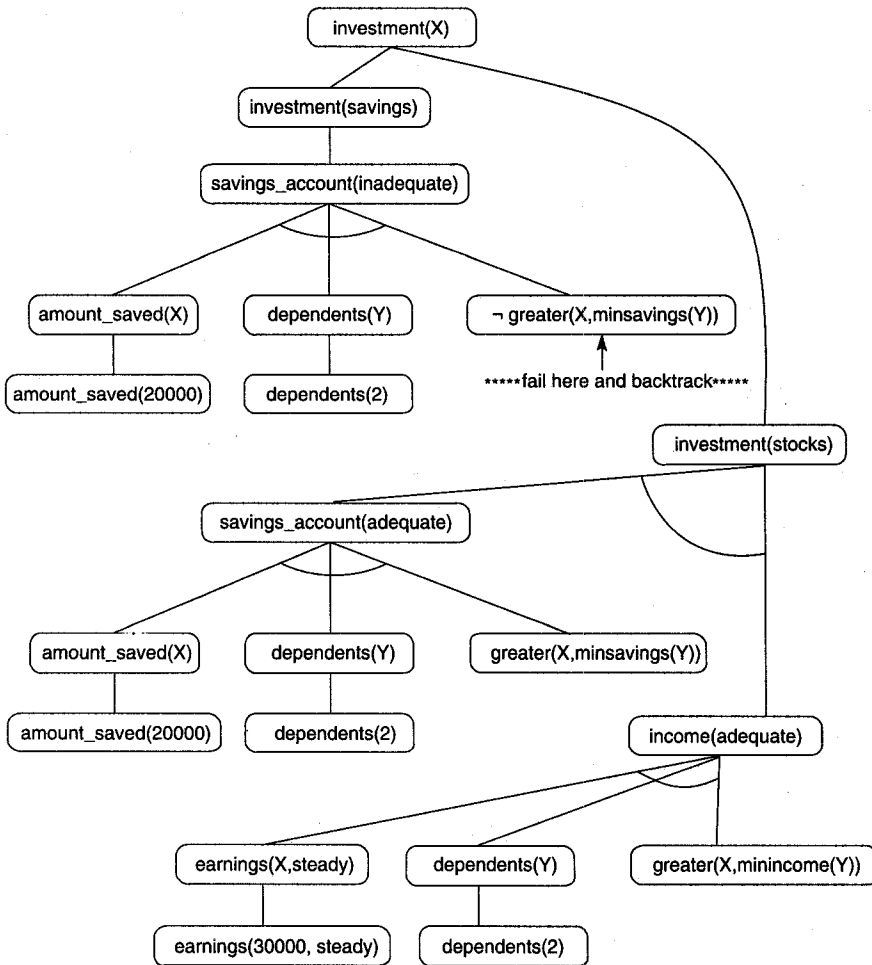 investment(X)
investment(savings)
savings_account(inadequate)
amount_saved(X)
dependents(Y)
¬ greater(X,minsavings(Y))
amount_saved(20000)
dependents(2)
*****fail here and backtrack*****
investment(stocks)
savings_account(adequate)
amount_saved(X)
dependents(Y)
greater(X,minsavings(Y))
amount_saved(20000)
dependents(2)
income(adequate)
earnings(X,steady)
dependents(Y)
greater(X,minincome(Y))
earnings(30000, steady)
dependents(2)